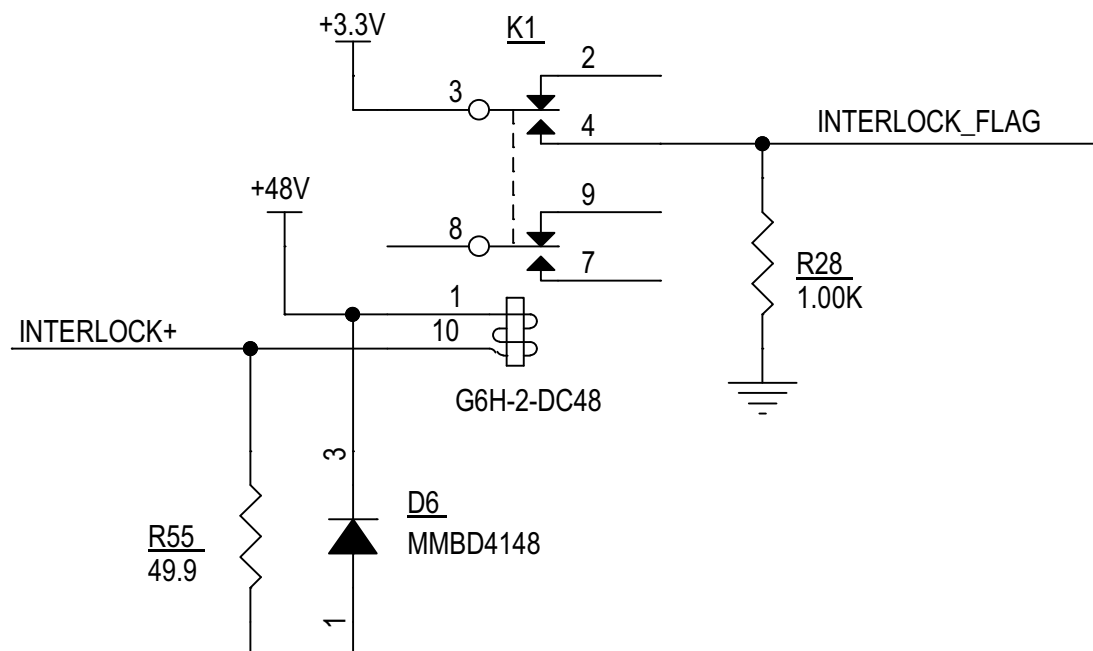 +3.3V
K1
2
3
4
INTERLOCK_FLAG
+48V
9
8
7
R28
1.00K
1
10
INTERLOCK+
G6H-2-DC48
3
D6
MMBD4148
R55
49.9
1